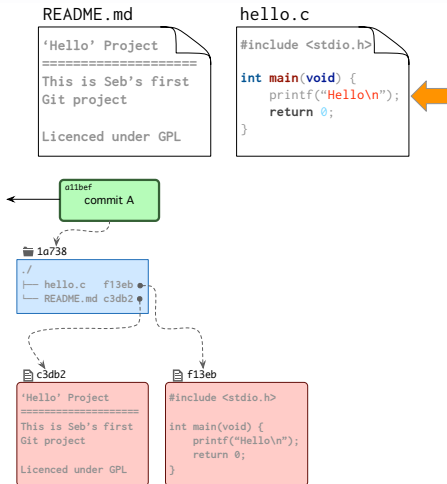 README.md
‘Hello’ Project
=====================
This is Seb’s first
Git project
Licenced under GPL
hello.c
#include <stdio.h>
int main(void) {
printf(“Hello\n”);
return 0;
}
a11bef
commit A
1a738
./
├── hello.c f13eb
└── README.md c3db2
c3db2
‘Hello’ Project
====================
This is Seb’s first
Git project
Licenced under GPL
f13eb
#include <stdio.h>
int main(void) {
printf(“Hello\n”);
return 0;
}